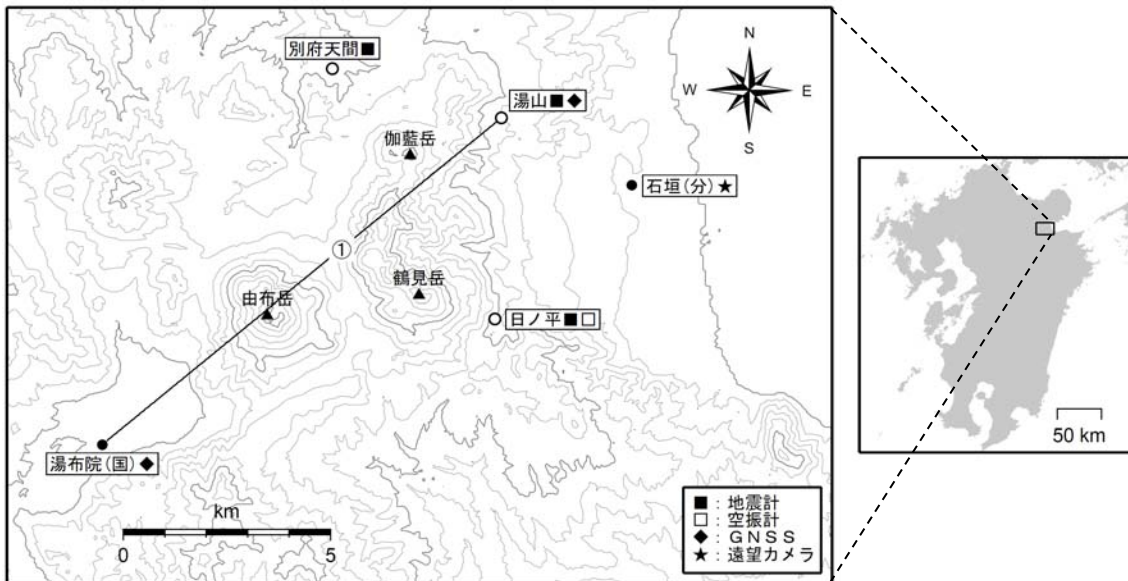 別府天間■
湯山■◆
N
W
E
S
伽藍岳
石垣(分)★
①
鶴見岳
由布岳
日ノ平■□
湯布院(国)◆
km
0
5
■:地震計
□:空振計
◆:GNSS
★:遠望カメラ
50 km